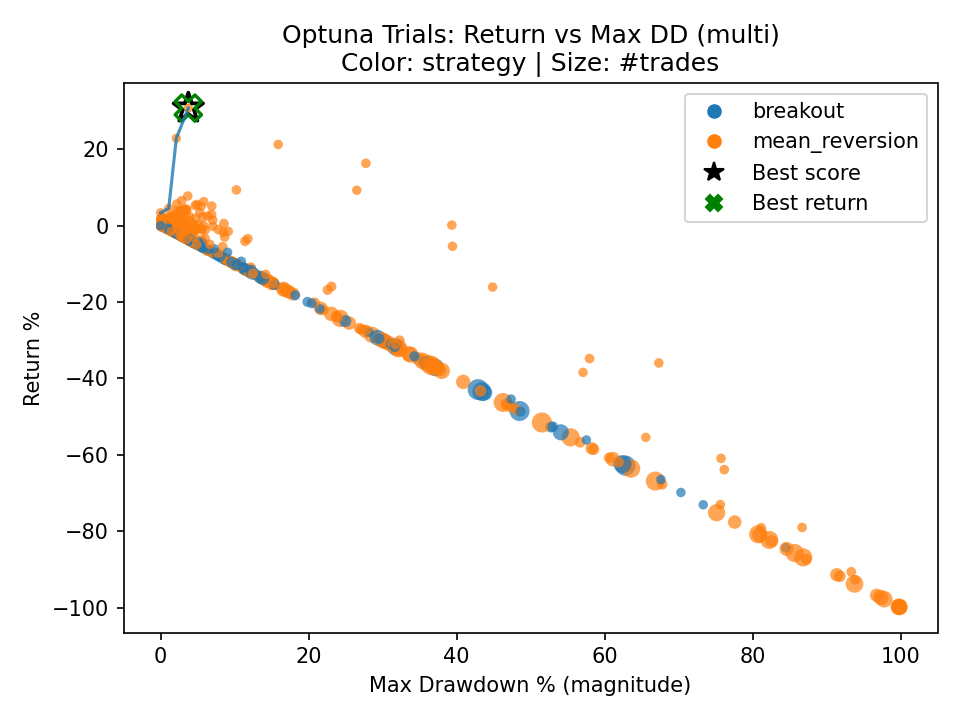 Optuna Trials: Return vs Max DD (multi)
Color: strategy | Size: #trades
breakout
mean_reversion
Best score
Best return
Return %
20
0
−20
−40
−60
−80
−100
0
20
40
60
80
100
Max Drawdown % (magnitude)